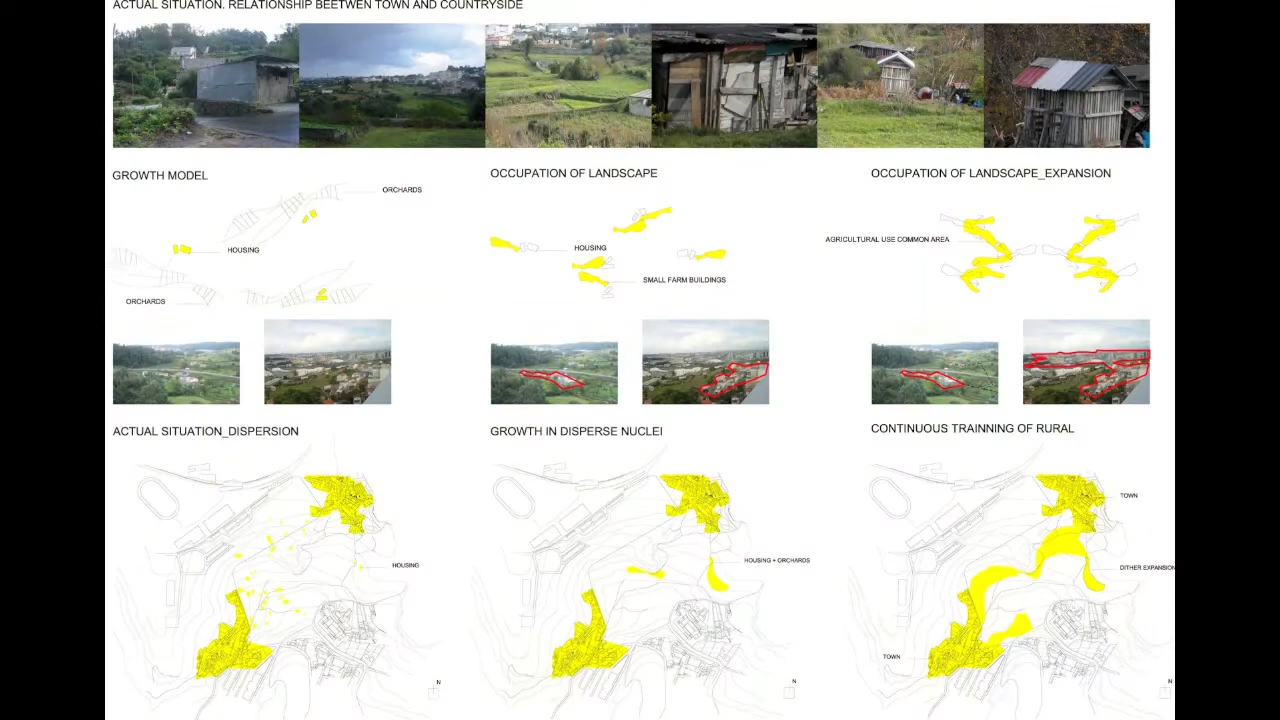 ACTUAL SITUATION. RELATIONSHIP BEETWEN TOWN AND COUNTRYSIDE
GROWTH MODEL
OCCUPATION OF LANDSCAPE
OCCUPATION OF LANDSCAPE_EXPANSION
ORCHARDS
HOUSING
ORCHARDS
HOUSING
SMALL FARM BUILDINGS
AGRICULTURAL USE COMMON AREA
ACTUAL SITUATION_DISPERSION
GROWTH IN DISPERSE NUCLEI
CONTINUOUS TRAINNING OF RURAL
HOUSING
N
HOUSING + ORCHARDS
N
TOWN
DITHER EXPANSION
TOWN
N